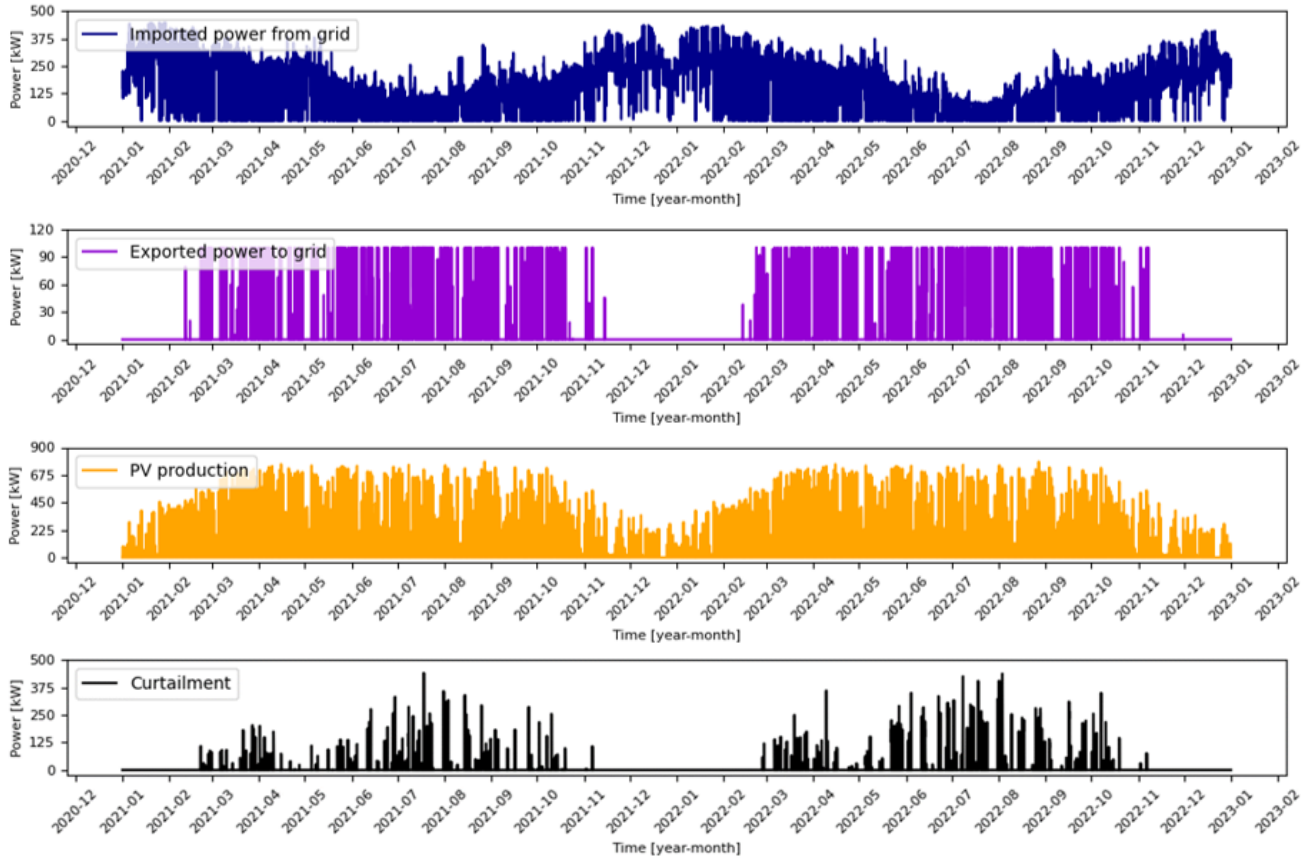 500
375
250
125
0
Power [kW]
Imported power from grid
2020-12 2021-01 2021-02 2021-03 2021-04 2021-05 2021-06 2021-07 2021-08 2021-09 2021-10 2021-11 2021-12 2022-01 2022-02 2022-03 2022-04 2022-05 2022-06 2022-07 2022-08 2022-09 2022-10 2022-11 2022-12 2023-01 2023-02
Time [year-month]
120
90
60
30
0
Power [kW]
Exported power to grid
2020-12 2021-01 2021-02 2021-03 2021-04 2021-05 2021-06 2021-07 2021-08 2021-09 2021-10 2021-11 2021-12 2022-01 2022-02 2022-03 2022-04 2022-05 2022-06 2022-07 2022-08 2022-09 2022-10 2022-11 2022-12 2023-01 2023-02
Time [year-month]
900
675
450
225
0
Power [kW]
PV production
2020-12 2021-01 2021-02 2021-03 2021-04 2021-05 2021-06 2021-07 2021-08 2021-09 2021-10 2021-11 2021-12 2022-01 2022-02 2022-03 2022-04 2022-05 2022-06 2022-07 2022-08 2022-09 2022-10 2022-11 2022-12 2023-01 2023-02
Time [year-month]
500
375
250
125
0
Power [kW]
Curtailment
2020-12 2021-01 2021-02 2021-03 2021-04 2021-05 2021-06 2021-07 2021-08 2021-09 2021-10 2021-11 2021-12 2022-01 2022-02 2022-03 2022-04 2022-05 2022-06 2022-07 2022-08 2022-09 2022-10 2022-11 2022-12 2023-01 2023-02
Time [year-month]